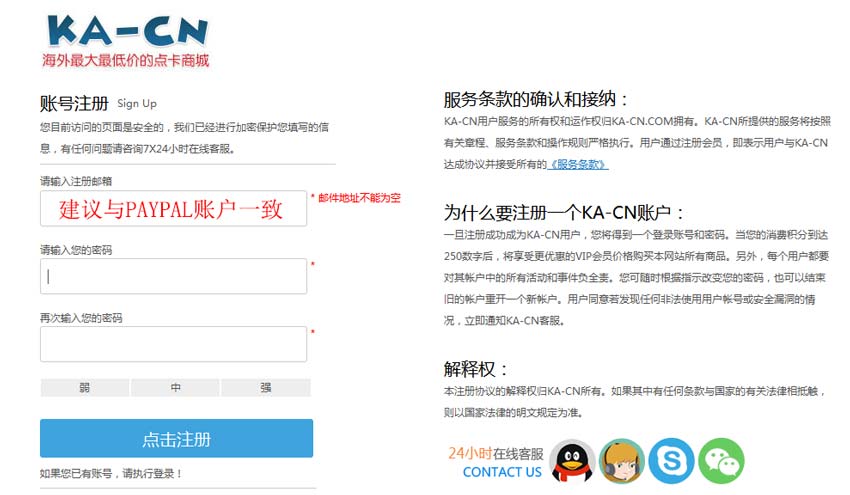 KA-CN
海外最大最低价的点卡商城
账号注册 Sign Up
您目前访问的页面是安全的，我们已经进行加密保护您填写的信
息，有任何问题请咨询7X24小时在线客服。
请输入注册邮箱
建议与PAYPAL账户一致
* 邮件地址不能为空
请输入您的密码
*
再次输入您的密码
*
弱 中 强
点击注册
如果您已有账号，请执行登录！
服务条款的确认和接纳：
KA-CN用户服务的所有权和运作权归KA-CN.COM拥有。KA-CN所提供的服务将按照
有关章程、服务条款和操作规则严格执行。用户通过注册会员，即表示用户与KA-CN
达成协议并接受所有的《服务条款》
为什么要注册一个KA-CN账户：
一旦注册成功成为KA-CN用户，您将得到一个登录账号和密码。当您的消费积分到达
250数字后，将享受更优惠的VIP会员价格购买本网站所有商品。另外，每个用户都要
对其帐户中的所有活动和事件负全责。您可随时根据指示改变您的密码，也可以结束
旧的帐户重开一个新帐户。用户同意若发现任何非法使用用户帐号或安全漏洞的情
况，立即通知KA-CN客服。
解释权：
本注册协议的解释权归KA-CN所有。如果其中有任何条款与国家的有关法律相抵触，
则以国家法律的明文规定为准。
24小时在线客服
CONTACT US